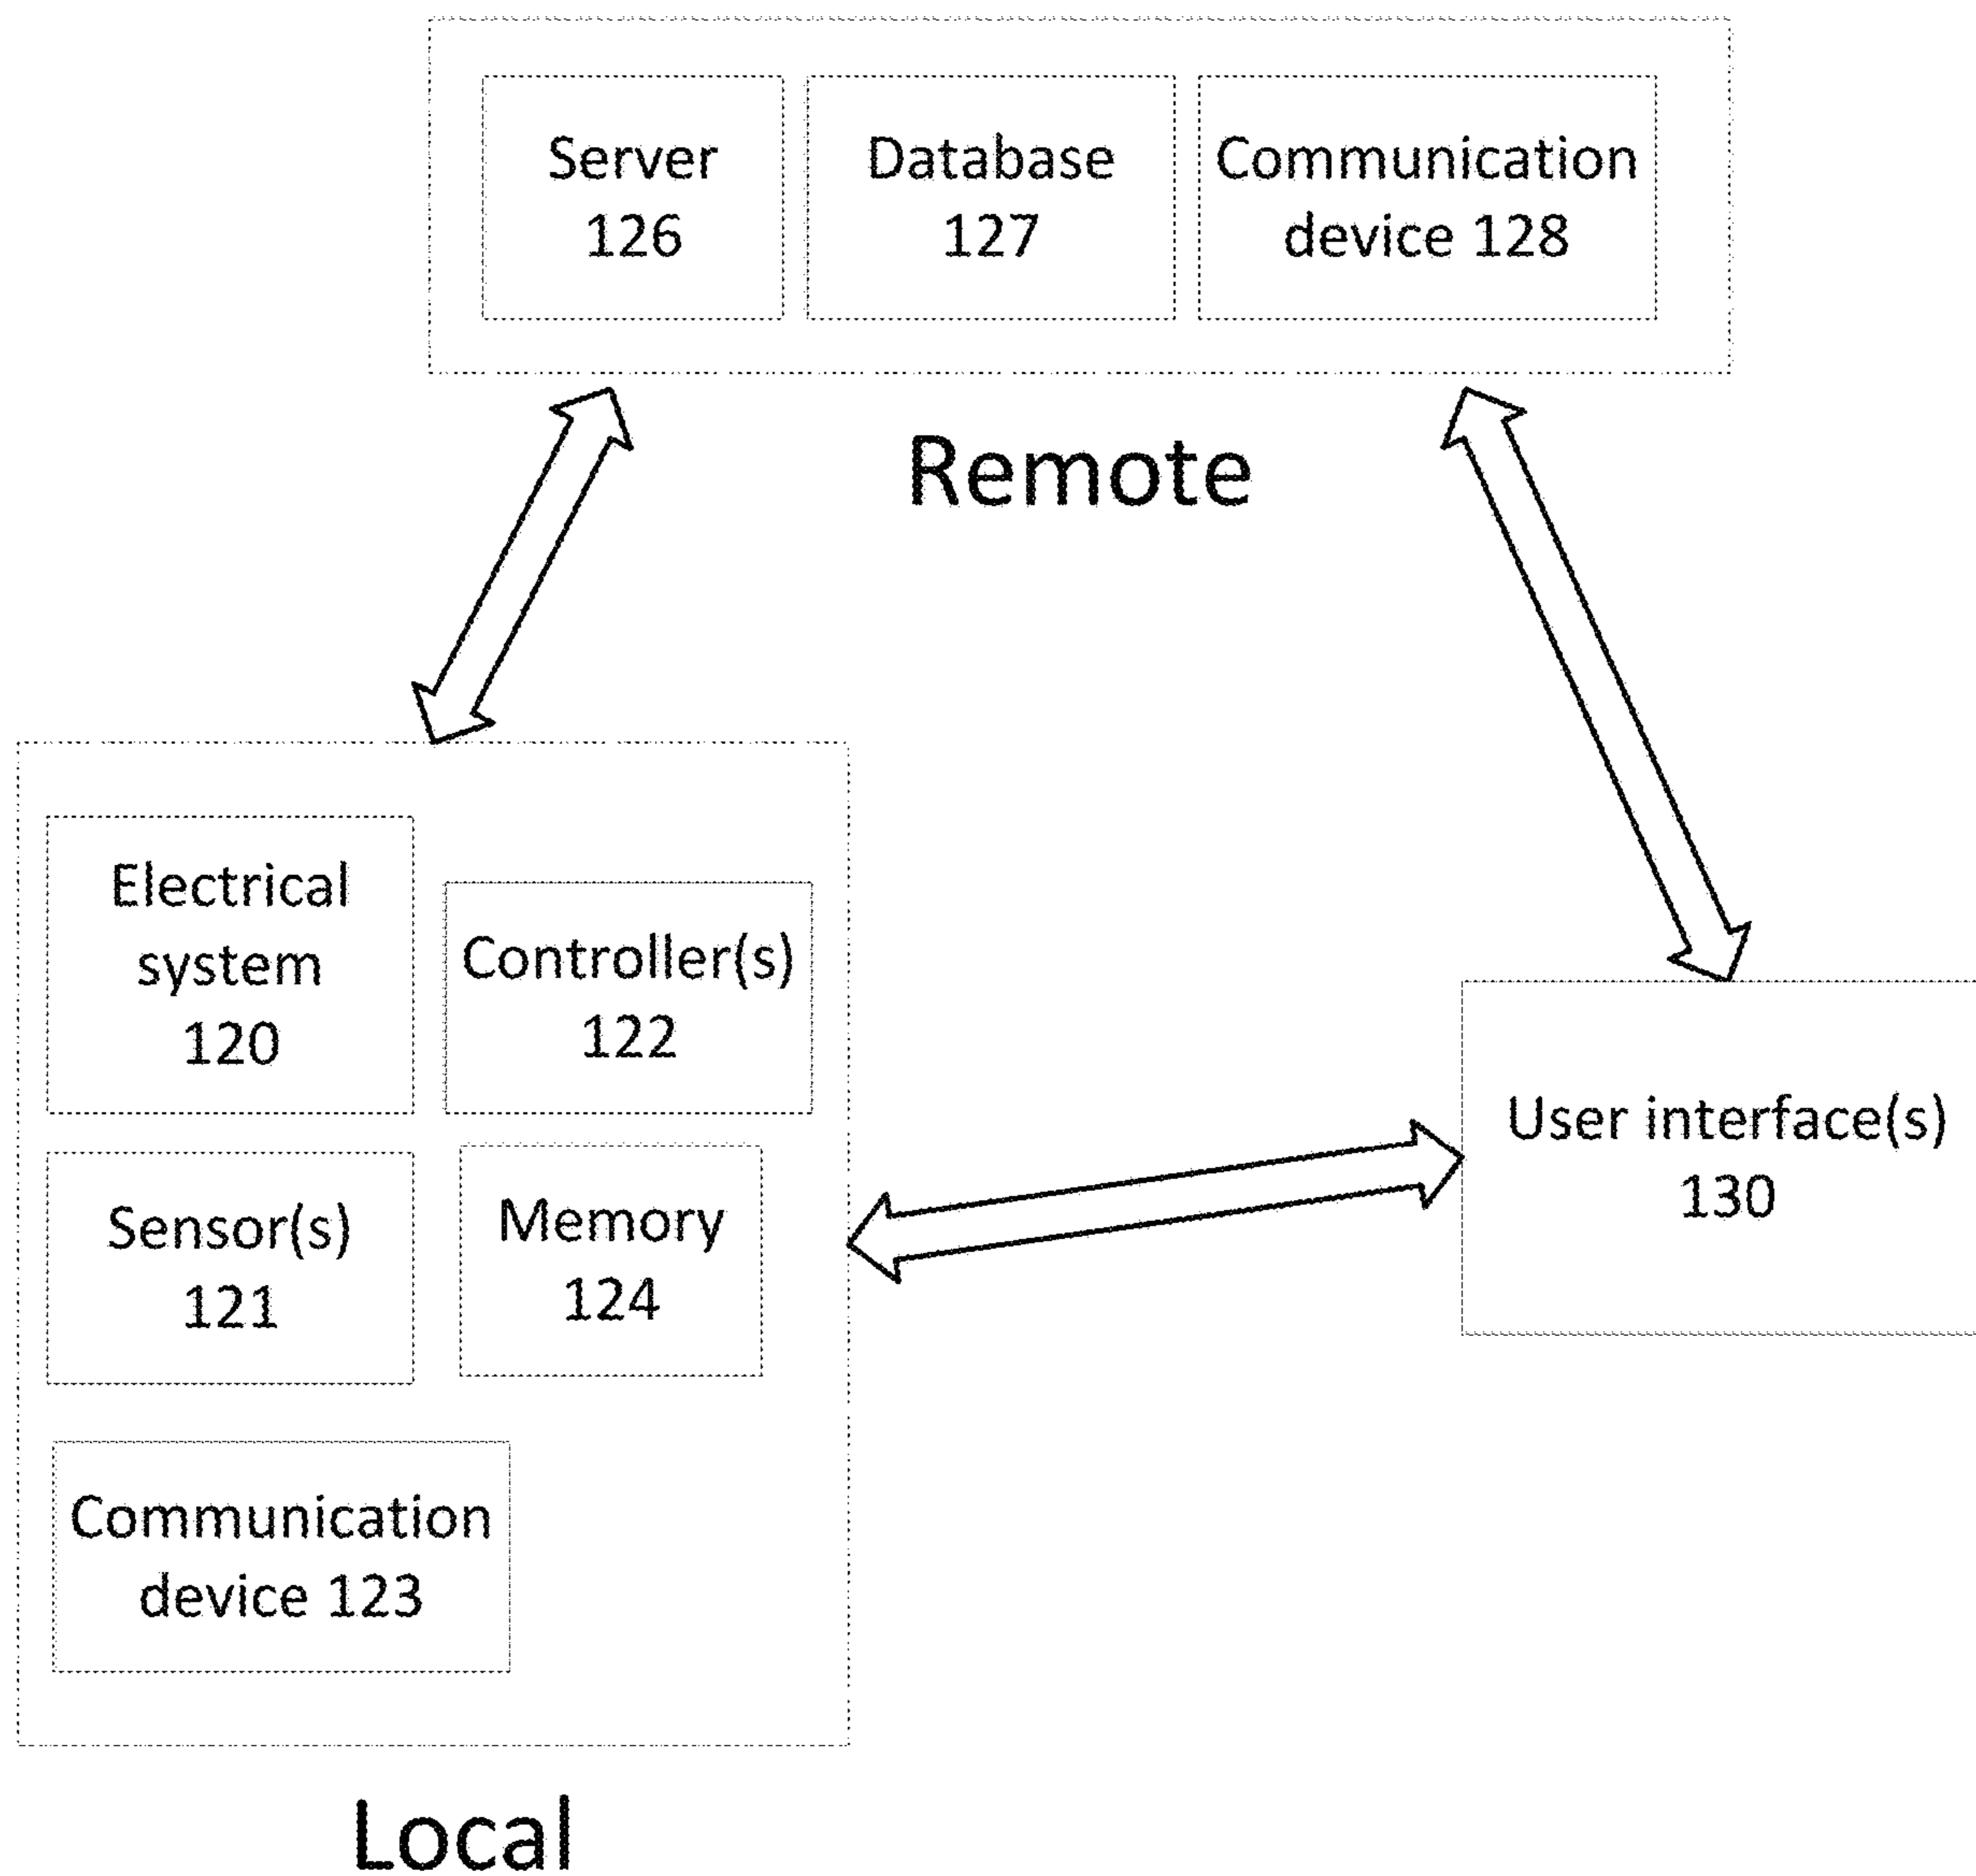 Server
126
Database
127
Communication
device 128
Remote
Electrical
system
120
Controller(s)
122
Sensor(s)
121
Memory
124
Communication
device 123
Local
User interface(s)
130